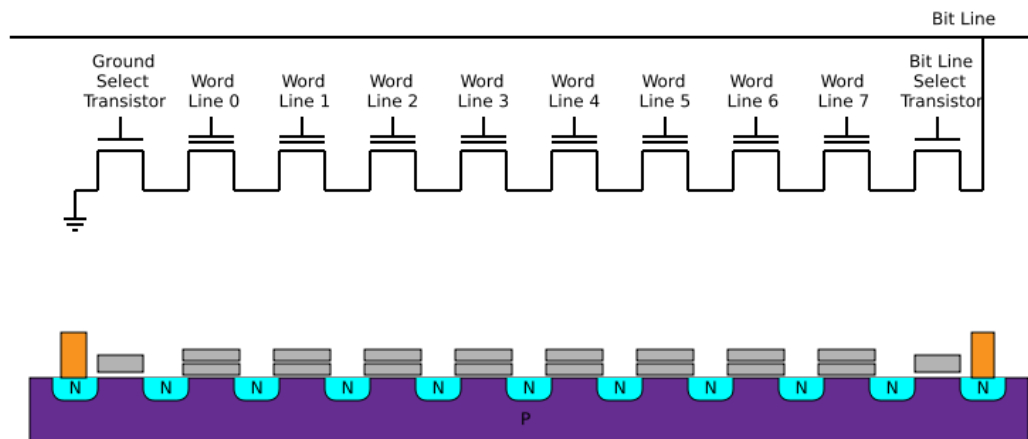 Bit Line
Ground
Select
Transistor
Word
Line 0
Word
Line 1
Word
Line 2
Word
Line 3
Word
Line 4
Word
Line 5
Word
Line 6
Word
Line 7
Bit Line
Select
Transistor
N
N
N
N
N
N
N
N
N
N
N
P